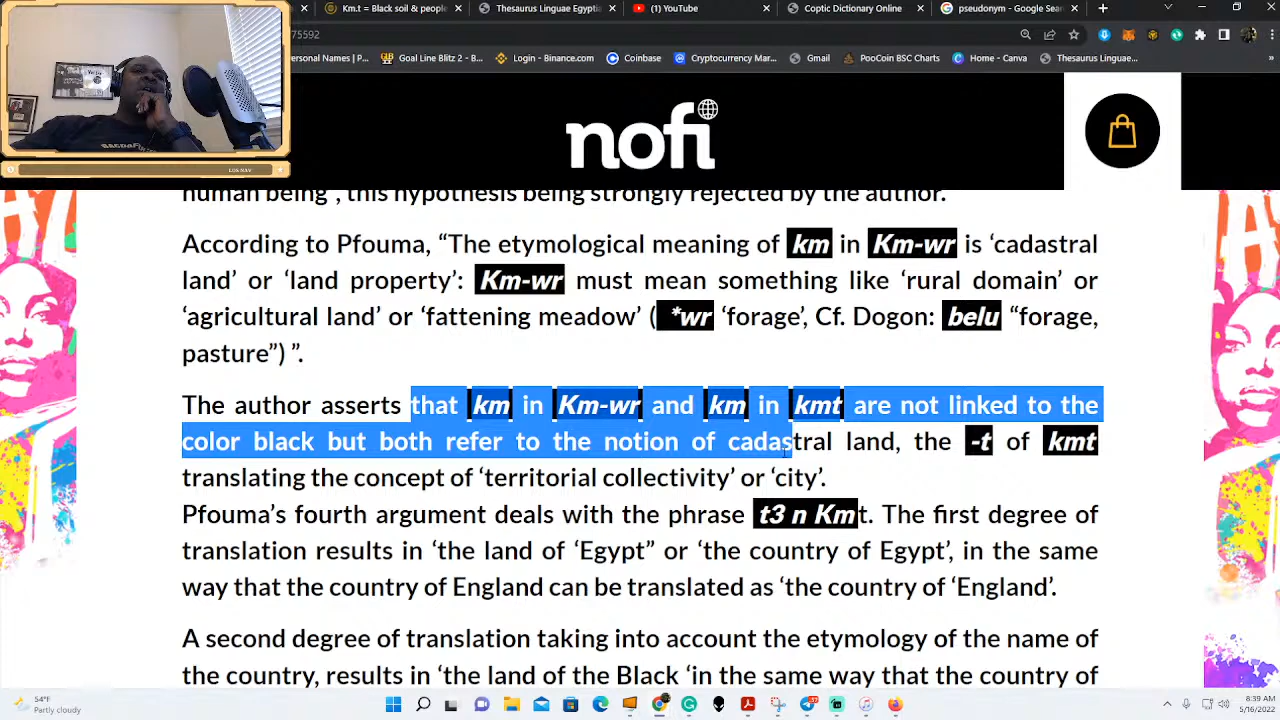 Km.t = Black soil & people
Thesaurus Linguae Egyptia
(1) YouTube
Coptic Dictionary Online
pseudonym - Google Sear
75592
ersonal Names | P...
Goal Line Blitz 2 - B...
Login - Binance.com
Coinbase
Cryptocurrency Mar...
Gmail
PooCoin BSC Charts
Home - Canva
Thesaurus Linguae...
LOS NAV
nofi
human being', this hypothesis being strongly rejected by the author.
According to Pfouma, “The etymological meaning of km in Km-wr is ‘cadastral
land’ or ‘land property’: Km-wr must mean something like ‘rural domain’ or
‘agricultural land’ or ‘fattening meadow’ ( *wr ‘forage’, Cf. Dogon: belu “forage,
pasture”) ”.
The author asserts that km in Km-wr and km in kmt are not linked to the
color black but both refer to the notion of cadastral land, the -t of kmt
translating the concept of ‘territorial collectivity’ or ‘city’.
Pfouma’s fourth argument deals with the phrase t3 n Kmt. The first degree of
translation results in ‘the land of ‘Egypt” or ‘the country of Egypt’, in the same
way that the country of England can be translated as ‘the country of ‘England’.
A second degree of translation taking into account the etymology of the name of
the country, results in ‘the land of the Black ‘in the same way that the country of
54°F
Partly cloudy
8:39 AM
5/16/2022